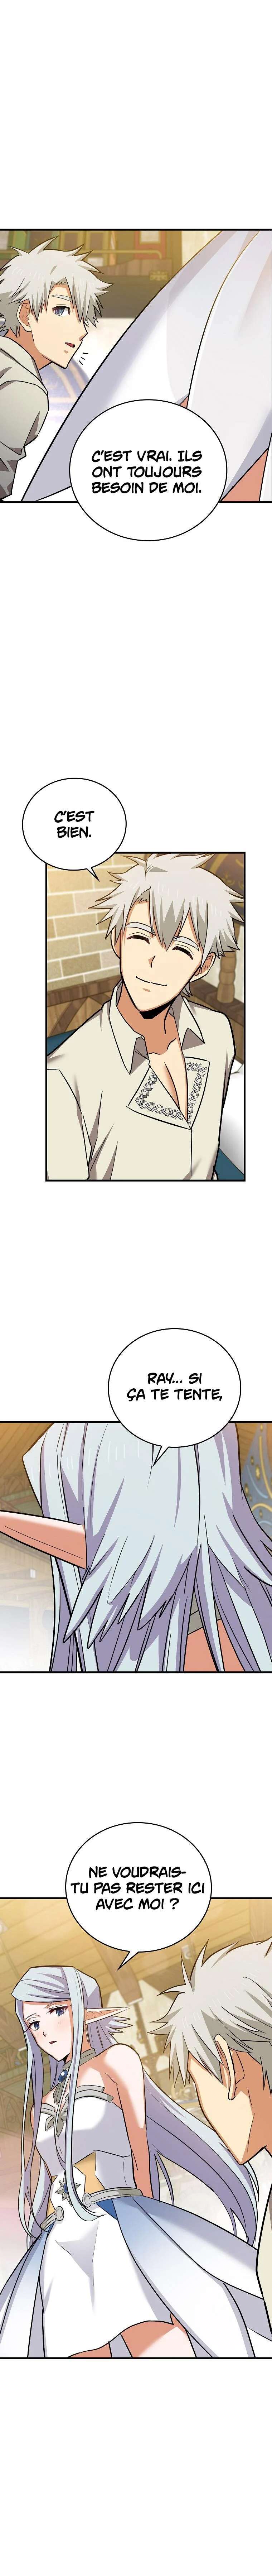 C'EST VRAI. ILS
ONT TOUJOURS
BESOIN DE MOI.
C'EST
BIEN.
RAY... SI
ÇA TE TENTE,
NE VOUDRAIS-
TU PAS RESTER ICI
AVEC MOI ?